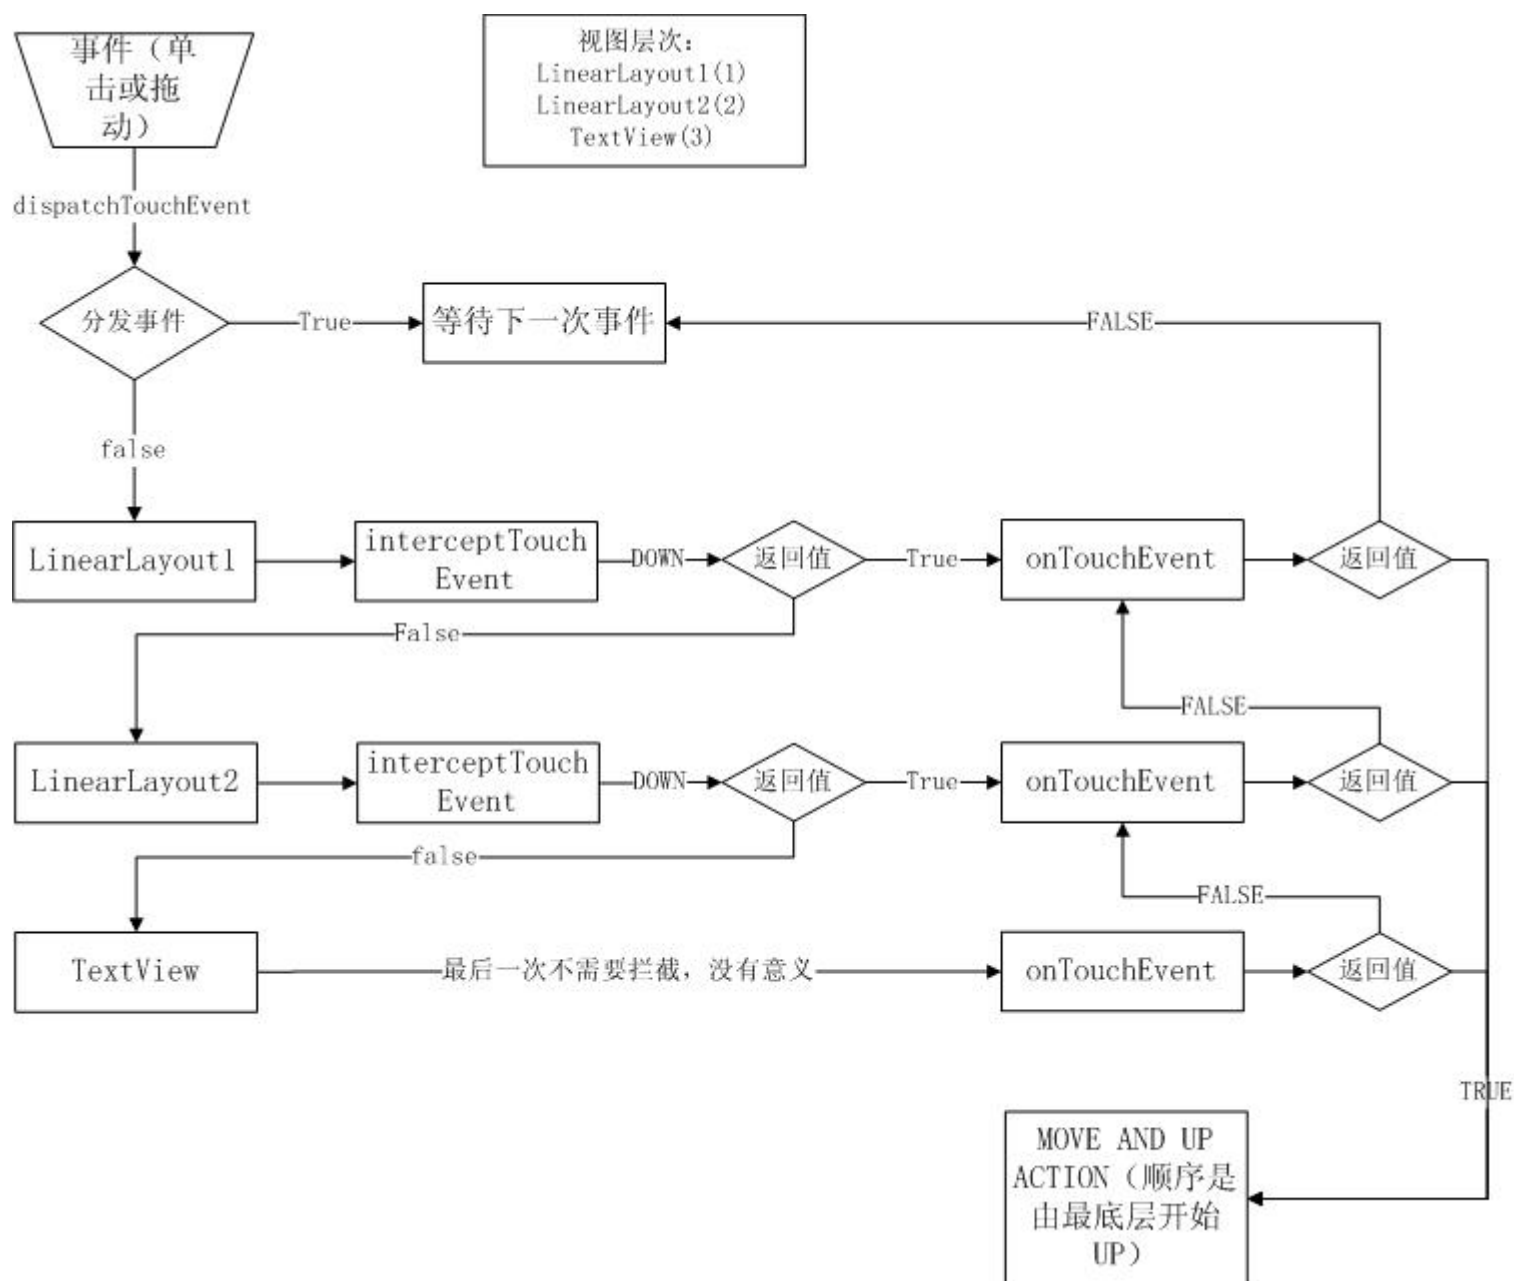 事件（单
击或拖
动）
视图层次：
LinearLayout1(1)
LinearLayout2(2)
TextView(3)
dispatchTouchEvent
分发事件
True
等待下一次事件
FALSE
false
LinearLayout1
interceptTouch
Event
DOWN
返回值
True
onTouchEvent
返回值
False
FALSE
LinearLayout2
interceptTouch
Event
DOWN
返回值
True
onTouchEvent
返回值
false
FALSE
TextView
最后一次不需要拦截，没有意义
onTouchEvent
返回值
TRUE
MOVE AND UP
ACTION（顺序是
由最底层开始
UP）